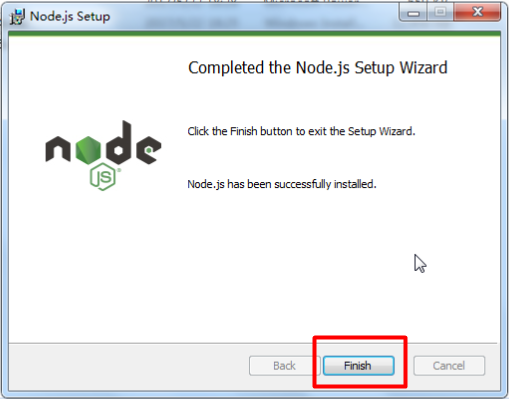 Node.js Setup
Completed the Node.js Setup Wizard
Click the Finish button to exit the Setup Wizard.
node
JS
®
Node.js has been successfully installed.
Back
Finish
Cancel